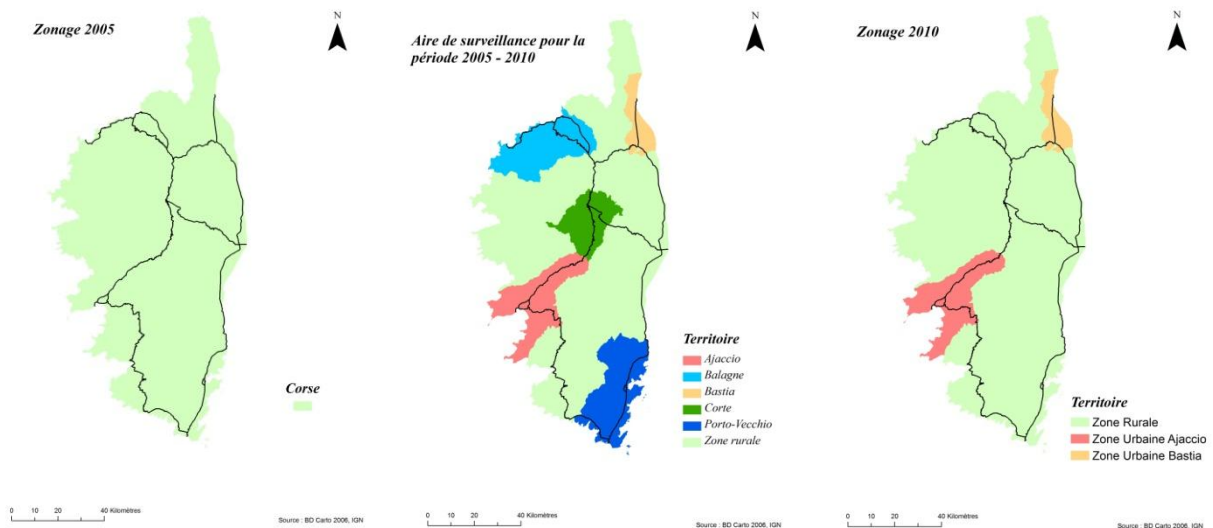 Zonage 2005
N
Corse
0 10 20 40 Kilomètres
Source : BD Carto 2006, IGN
Aire de surveillance pour la
période 2005 - 2010
N
Territoire
Ajaccio
Balagne
Bastia
Corte
Porto-Vecchio
Zone rurale
0 10 20 40 Kilomètres
Source : BD Carto 2006, IGN
Zonage 2010
N
Territoire
Zone Rurale
Zone Urbaine Ajaccio
Zone Urbaine Bastia
0 10 20 40 Kilomètres
Source : BD Carto 2006, IGN